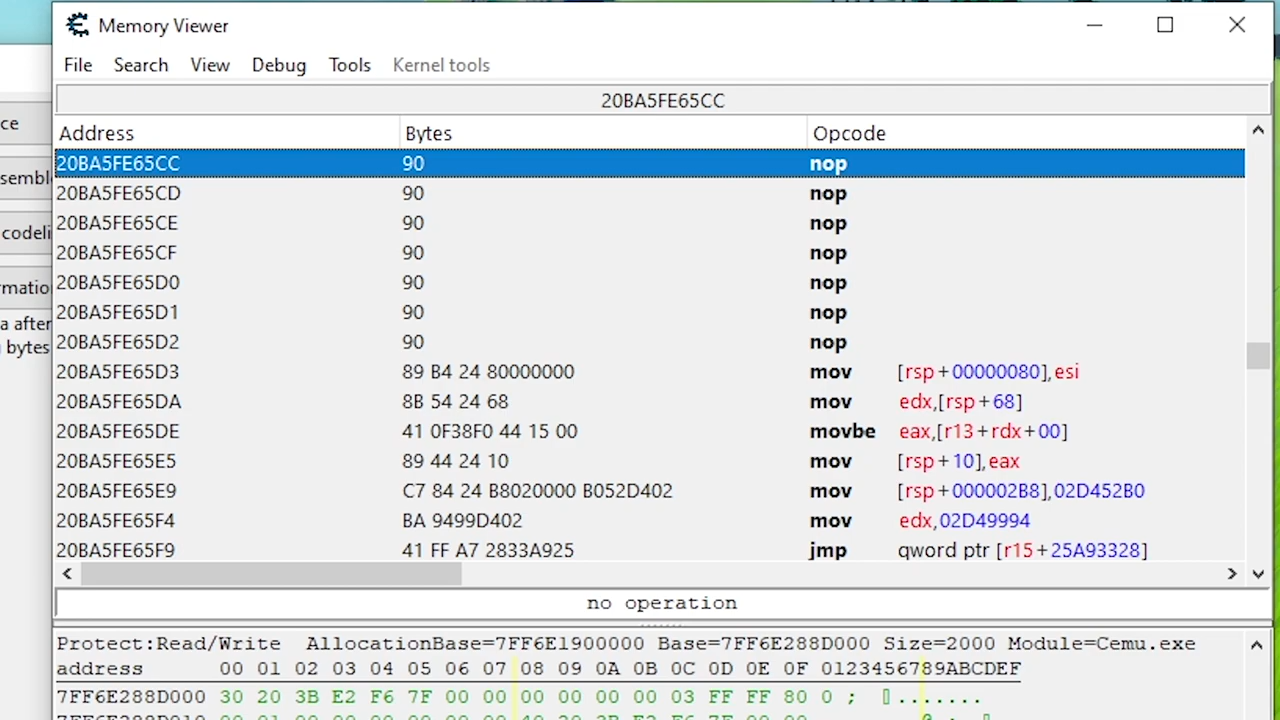 Memory Viewer
File Search View Debug Tools Kernel tools
20BA5FE65CC
Address Bytes Opcode
20BA5FE65CC 90 nop
20BA5FE65CD 90 nop
20BA5FE65CE 90 nop
20BA5FE65CF 90 nop
20BA5FE65D0 90 nop
20BA5FE65D1 90 nop
20BA5FE65D2 90 nop
20BA5FE65D3 89 B4 24 80000000 mov [rsp+00000080],esi
20BA5FE65DA 8B 54 24 68 mov edx,[rsp+68]
20BA5FE65DE 41 0F38F0 44 15 00 movbe eax,[r13+rdx+00]
20BA5FE65E5 89 44 24 10 mov [rsp+10],eax
20BA5FE65E9 C7 84 24 B8020000 B052D402 mov [rsp+000002B8],02D452B0
20BA5FE65F4 BA 9499D402 mov edx,02D49994
20BA5FE65F9 41 FF A7 2833A925 jmp qword ptr [r15+25A93328]
no operation
Protect:Read/Write AllocationBase=7FF6E1900000 Base=7FF6E288D000 Size=2000 Module=Cemu.exe
address 00 01 02 03 04 05 06 07 08 09 0A 0B 0C 0D 0E 0F 0123456789ABCDEF
7FF6E288D000 30 20 3B E2 F6 7F 00 00 00 00 00 00 03 FF FF 80 0 ; .......
ce
semble
codeli
rmation
a after
bytes